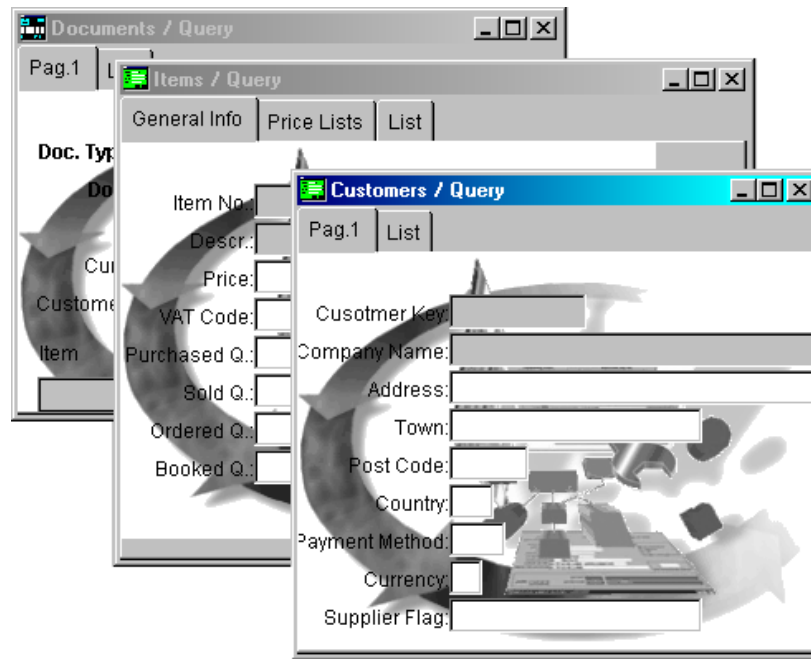 Documents / Query
Pag.1
Items / Query
General Info Price Lists List
Doc. Typ
Do
Cu
Custome
Item
Item No.:
Descr.:
Price:
VAT Code:
Purchased Q.:
Sold Q.:
Ordered Q.:
Booked Q.:
Customers / Query
Pag.1 List
Cusotmer Key:
Company Name:
Address:
Town:
Post Code:
Country:
Payment Method:
Currency:
Supplier Flag: